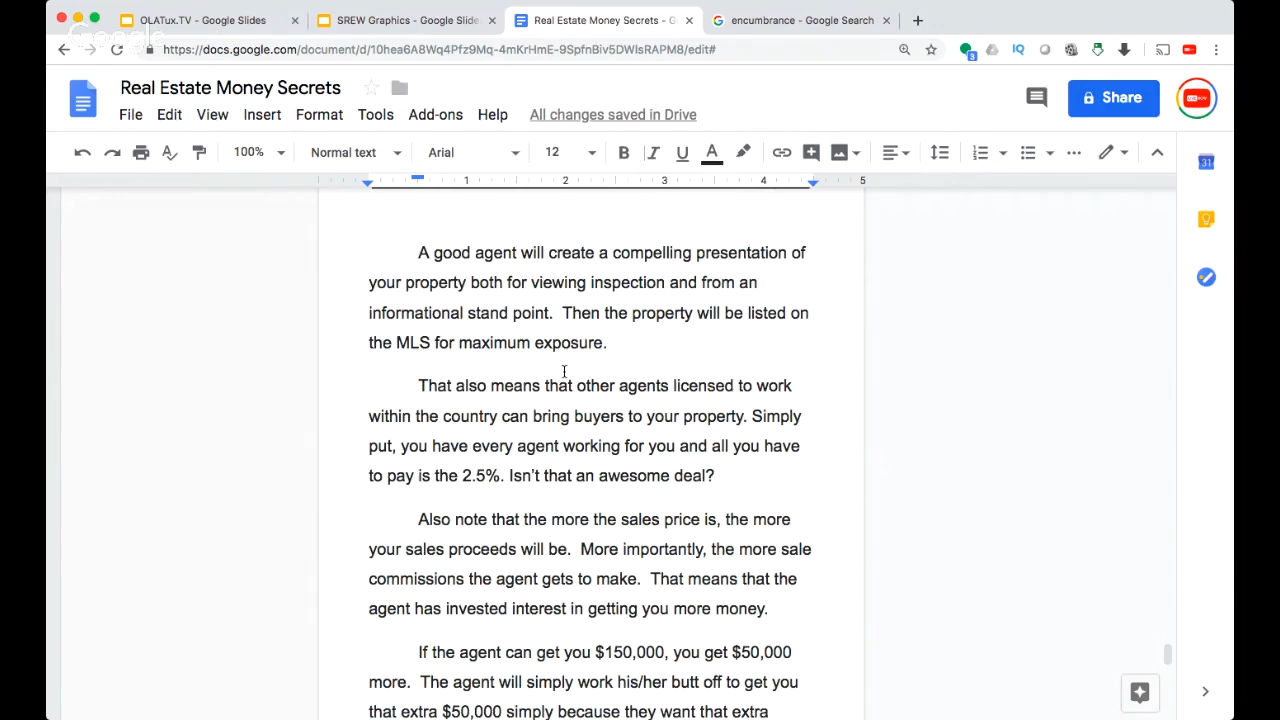 OLATux.TV - Google Slides
SREW Graphics - Google Slide
Real Estate Money Secrets - G
encumbrance - Google Search
Google
https://docs.google.com/document/d/10hea6A8Wq4Pfz9Mq-4mKrHmE-9SpfnBiv5DWlsRAPM8/edit#
IQ
3
Real Estate Money Secrets
File Edit View Insert Format Tools Add-ons Help All changes saved in Drive
Share
100% Normal text Arial 12 B I U A
31
1 2 3 4 5
A good agent will create a compelling presentation of
your property both for viewing inspection and from an
informational stand point. Then the property will be listed on
the MLS for maximum exposure.
That also means that other agents licensed to work
within the country can bring buyers to your property. Simply
put, you have every agent working for you and all you have
to pay is the 2.5%. Isn't that an awesome deal?
Also note that the more the sales price is, the more
your sales proceeds will be. More importantly, the more sale
commissions the agent gets to make. That means that the
agent has invested interest in getting you more money.
If the agent can get you $150,000, you get $50,000
more. The agent will simply work his/her butt off to get you
that extra $50,000 simply because they want that extra